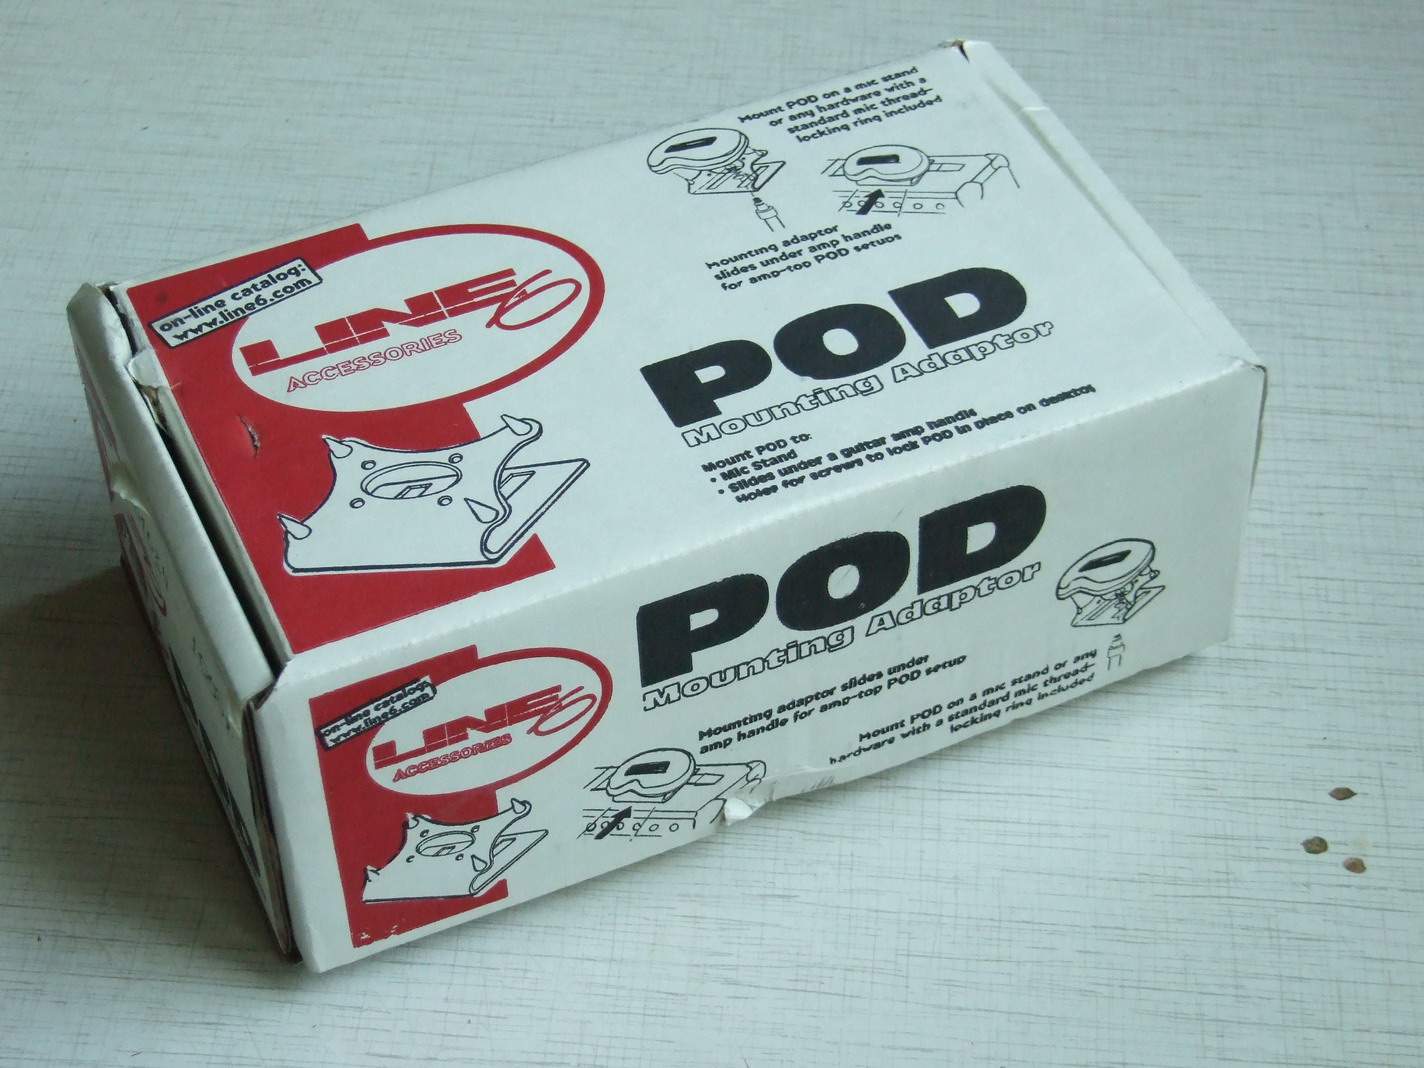 Mount POD on a mic stand
or any hardware with a
standard mic thread-
locking ring included
Mounting adaptor
slides under amp handle
for amp-top POD setups
on-line catalog:
www.line6.com
LINE 6
ACCESSORIES
POD
Mounting Adaptor
Mount POD to:
• Mic Stand
• Slides under a guitar amp handle
Holes for screws to lock POD in place on desktop
POD
Mounting Adaptor
on-line catalog:
www.line6.com
LINE 6
ACCESSORIES
Mounting adaptor slides under
amp handle for amp-top POD setup
Mount POD on a mic stand or any
hardware with a standard mic thread-
locking ring included